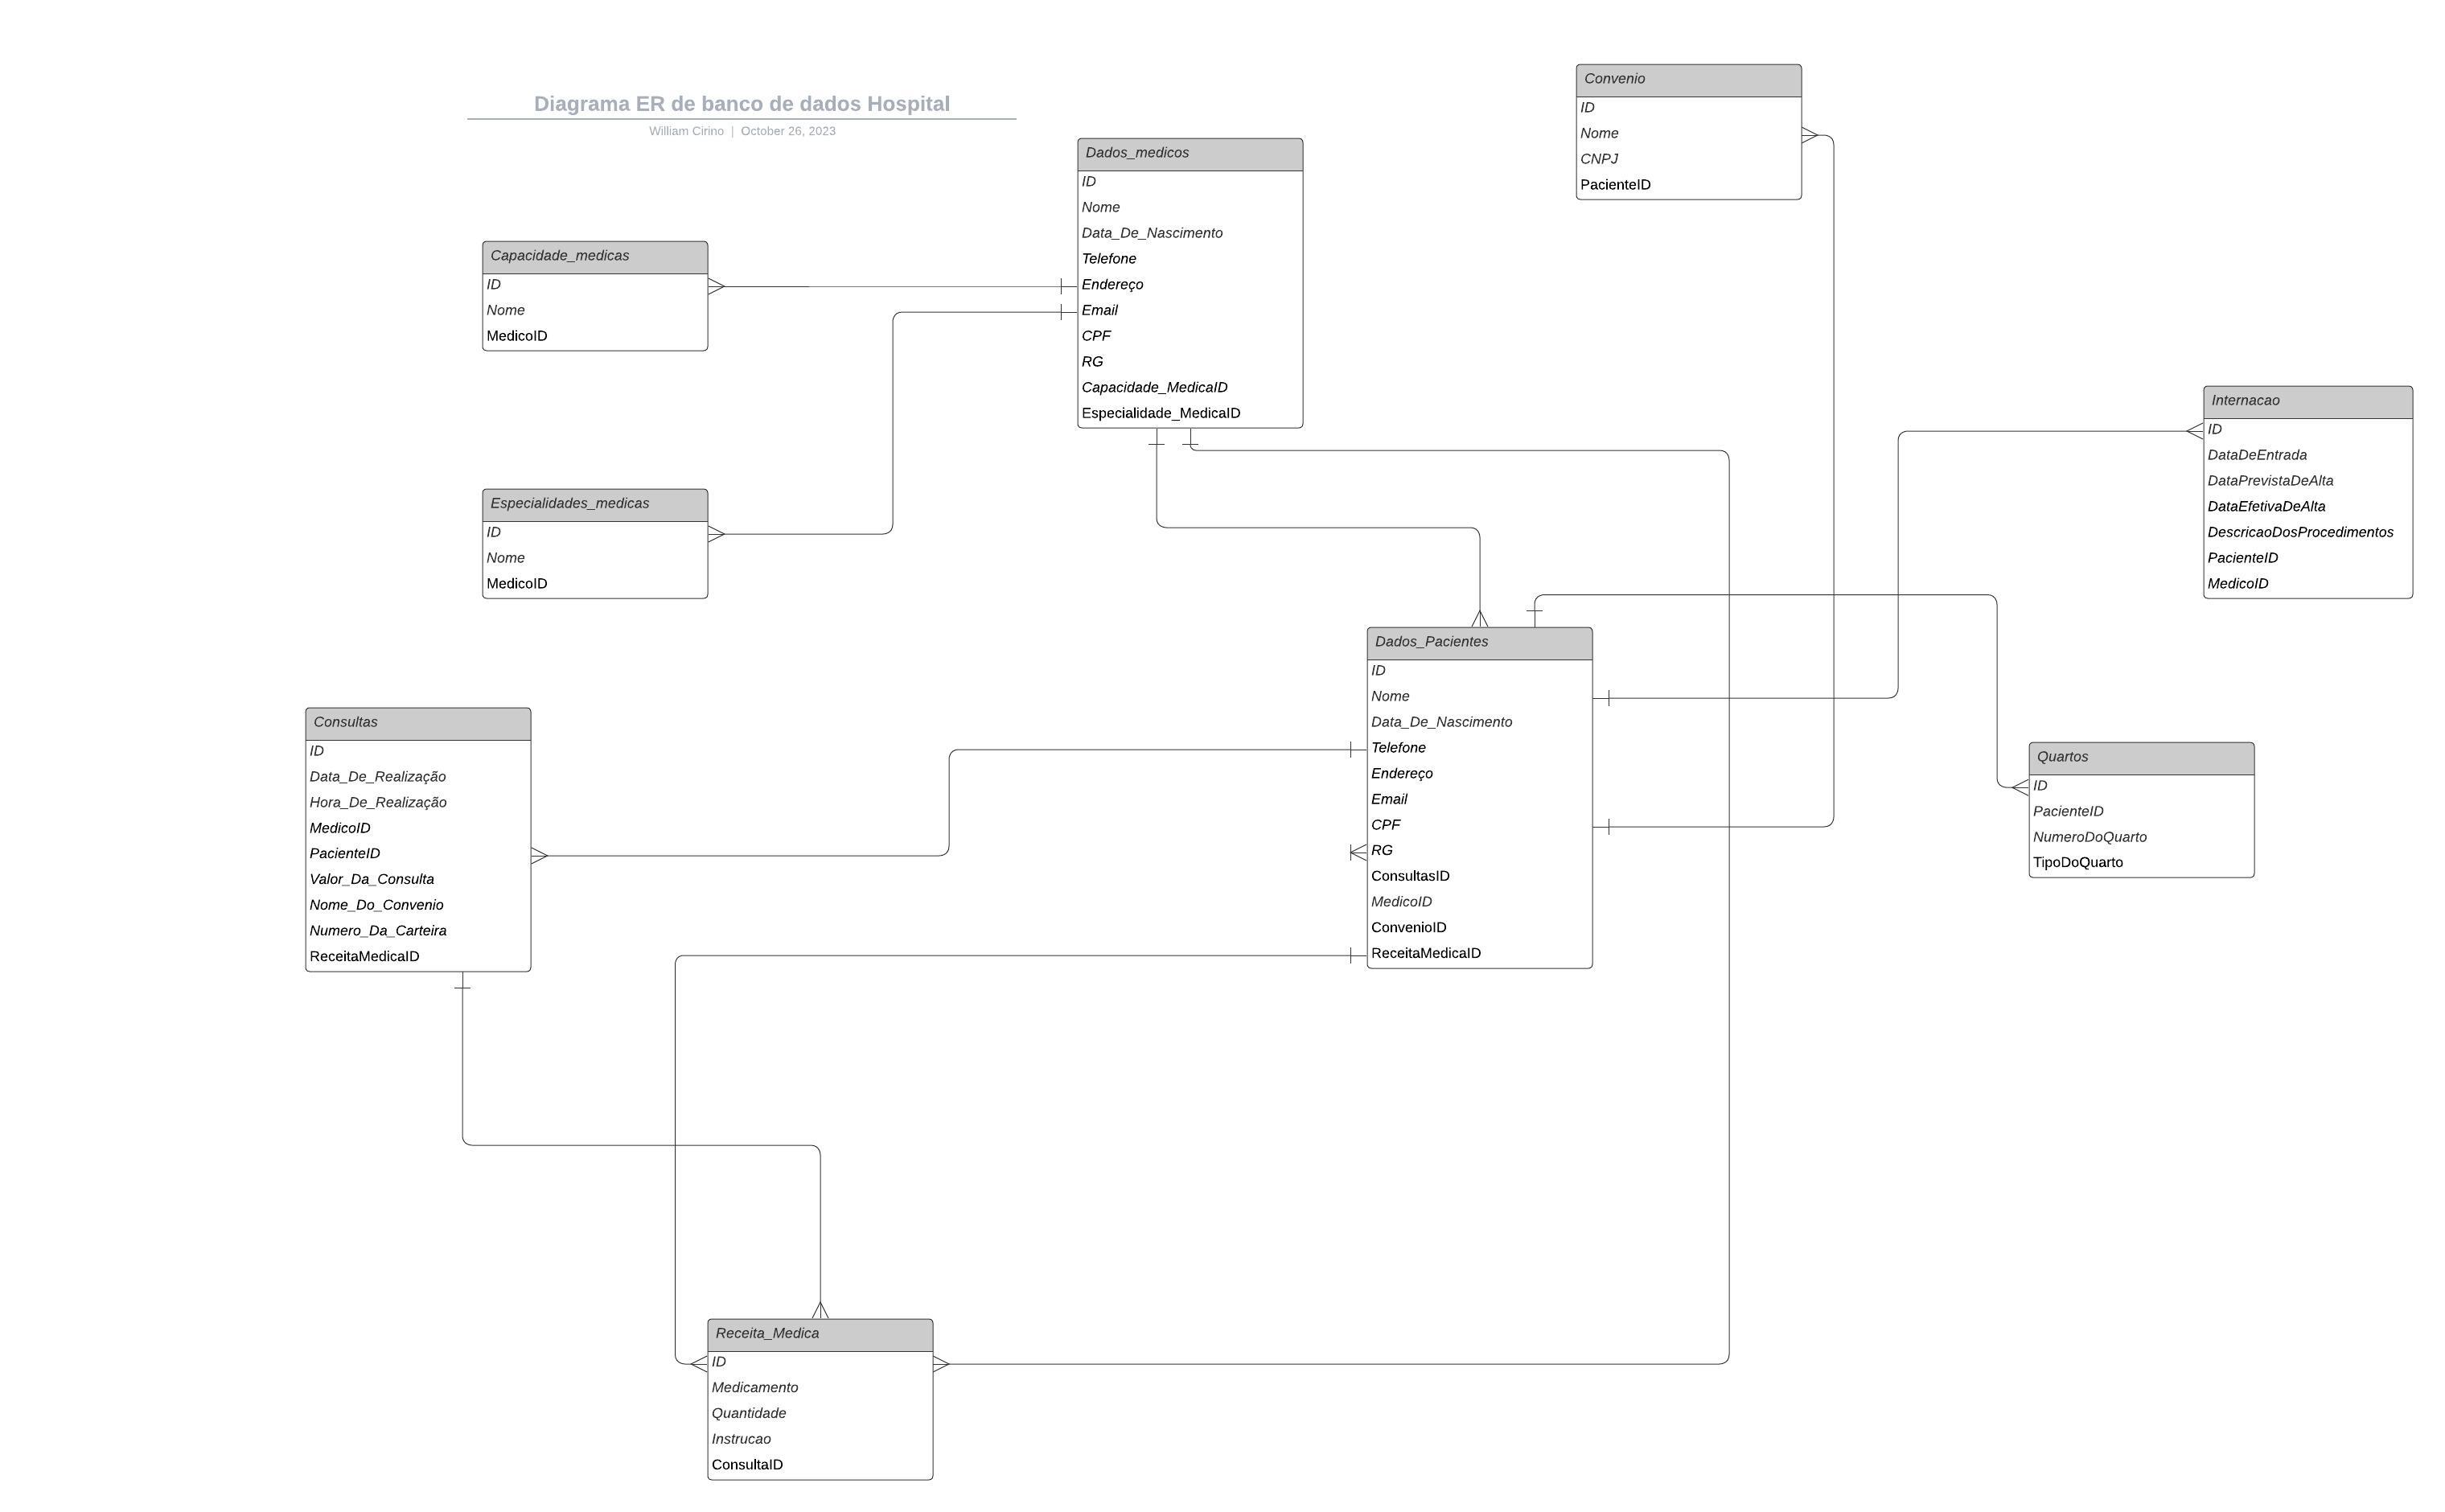 Diagrama ER de banco de dados Hospital
William Cirino | October 26, 2023
Convenio
ID
Nome
CNPJ
PacienteID
Dados_medicos
ID
Nome
Data_De_Nascimento
Telefone
Endereço
Email
CPF
RG
Capacidade_MedicaID
Especialidade_MedicaID
Capacidade_medicas
ID
Nome
MedicoID
Especialidades_medicas
ID
Nome
MedicoID
Internacao
ID
DataDeEntrada
DataPrevistaDeAlta
DataEfetivaDeAlta
DescricaoDosProcedimentos
PacienteID
MedicoID
Dados_Pacientes
ID
Nome
Data_De_Nascimento
Telefone
Endereço
Email
CPF
RG
ConsultasID
MedicoID
ConvenioID
ReceitaMedicaID
Consultas
ID
Data_De_Realização
Hora_De_Realização
MedicoID
PacienteID
Valor_Da_Consulta
Nome_Do_Convenio
Numero_Da_Carteira
ReceitaMedicaID
Quartos
ID
PacienteID
NumeroDoQuarto
TipoDoQuarto
Receita_Medica
ID
Medicamento
Quantidade
Instrucao
ConsultaID